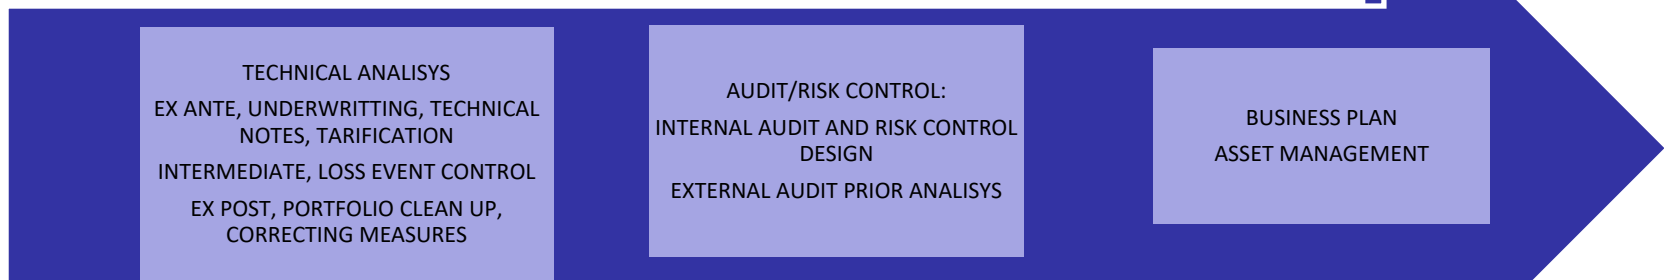 TECHNICAL ANALISYS
EX ANTE, UNDERWRITTING, TECHNICAL
NOTES, TARIFICATION
INTERMEDIATE, LOSS EVENT CONTROL
EX POST, PORTFOLIO CLEAN UP,
CORRECTING MEASURES
AUDIT/RISK CONTROL:
INTERNAL AUDIT AND RISK CONTROL
DESIGN
EXTERNAL AUDIT PRIOR ANALISYS
BUSINESS PLAN
ASSET MANAGEMENT